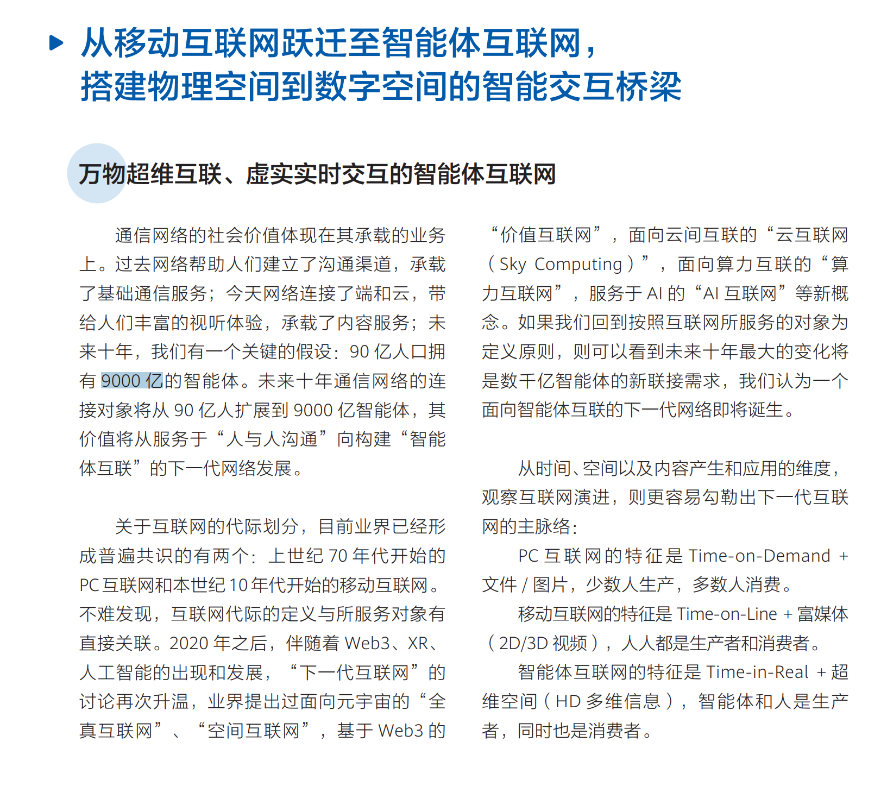 从移动互联网跃迁至智能体互联网，
搭建物理空间到数字空间的智能交互桥梁
万物超维互联、虚实实时交互的智能体互联网
通信网络的社会价值体现在其承载的业务
上。过去网络帮助人们建立了沟通渠道，承载
了基础通信服务；今天网络连接了端和云，带
给人们丰富的视听体验，承载了内容服务；未
来十年，我们有一个关键的假设：90 亿人口拥
有 9000 亿的智能体。未来十年通信网络的连
接对象将从 90 亿人扩展到 9000 亿智能体，其
价值将从服务于“人与人沟通”向构建“智能
体互联”的下一代网络发展。
关于互联网的代际划分，目前业界已经形
成普遍共识的有两个：上世纪 70 年代开始的
PC 互联网和本世纪 10 年代开始的移动互联网。
不难发现，互联网代际的定义与所服务对象有
直接关联。2020 年之后，伴随着 Web3、XR、
人工智能的出现和发展，“下一代互联网”的
讨论再次升温，业界提出过面向元宇宙的“全
真互联网”、“空间互联网”，基于 Web3 的
“价值互联网”，面向云间互联的“云互联网
（Sky Computing）”，面向算力互联的“算
力互联网”，服务于 AI 的“AI 互联网”等新概
念。如果我们回到按照互联网所服务的对象为
定义原则，则可以看到未来十年最大的变化将
是数千亿智能体的新联接需求，我们认为一个
面向智能体互联的下一代网络即将诞生。
从时间、空间以及内容产生和应用的维度，
观察互联网演进，则更容易勾勒出下一代互联
网的主脉络：
PC 互联网的特征是 Time-on-Demand +
文件 / 图片，少数人生产，多数人消费。
移动互联网的特征是 Time-on-Line + 富媒体
（2D/3D 视频），人人都是生产者和消费者。
智能体互联网的特征是 Time-in-Real + 超
维空间（HD 多维信息），智能体和人是生产
者，同时也是消费者。